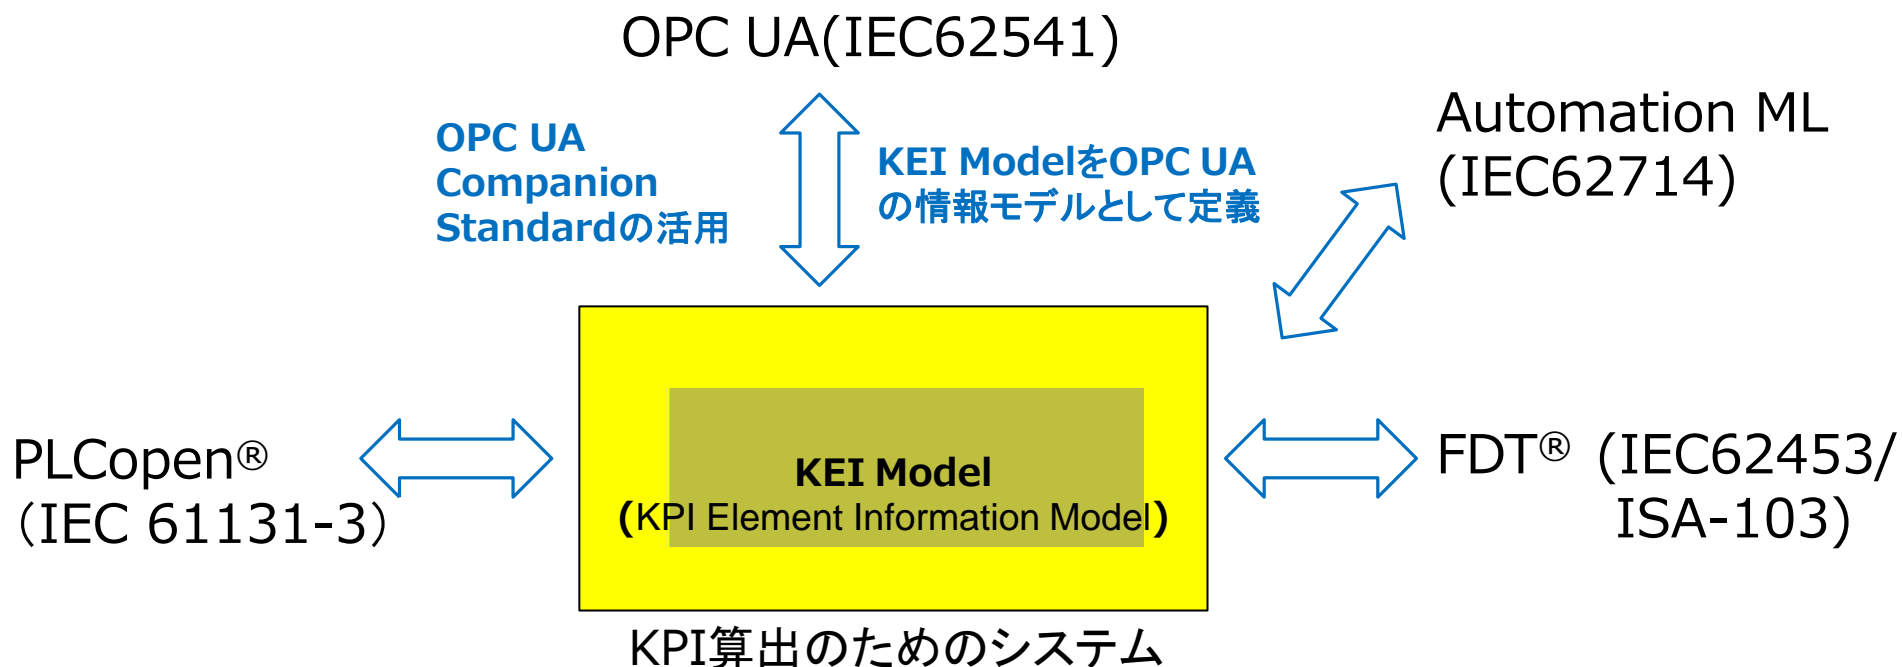 OPC UA(IEC62541)
OPC UA
Companion
Standardの活用
KEI ModelをOPC UA
の情報モデルとして定義
Automation ML
(IEC62714)
PLCopen®
（IEC 61131-3）
KEI Model
(KPI Element Information Model)
FDT® (IEC62453/
ISA-103)
KPI算出のためのシステム